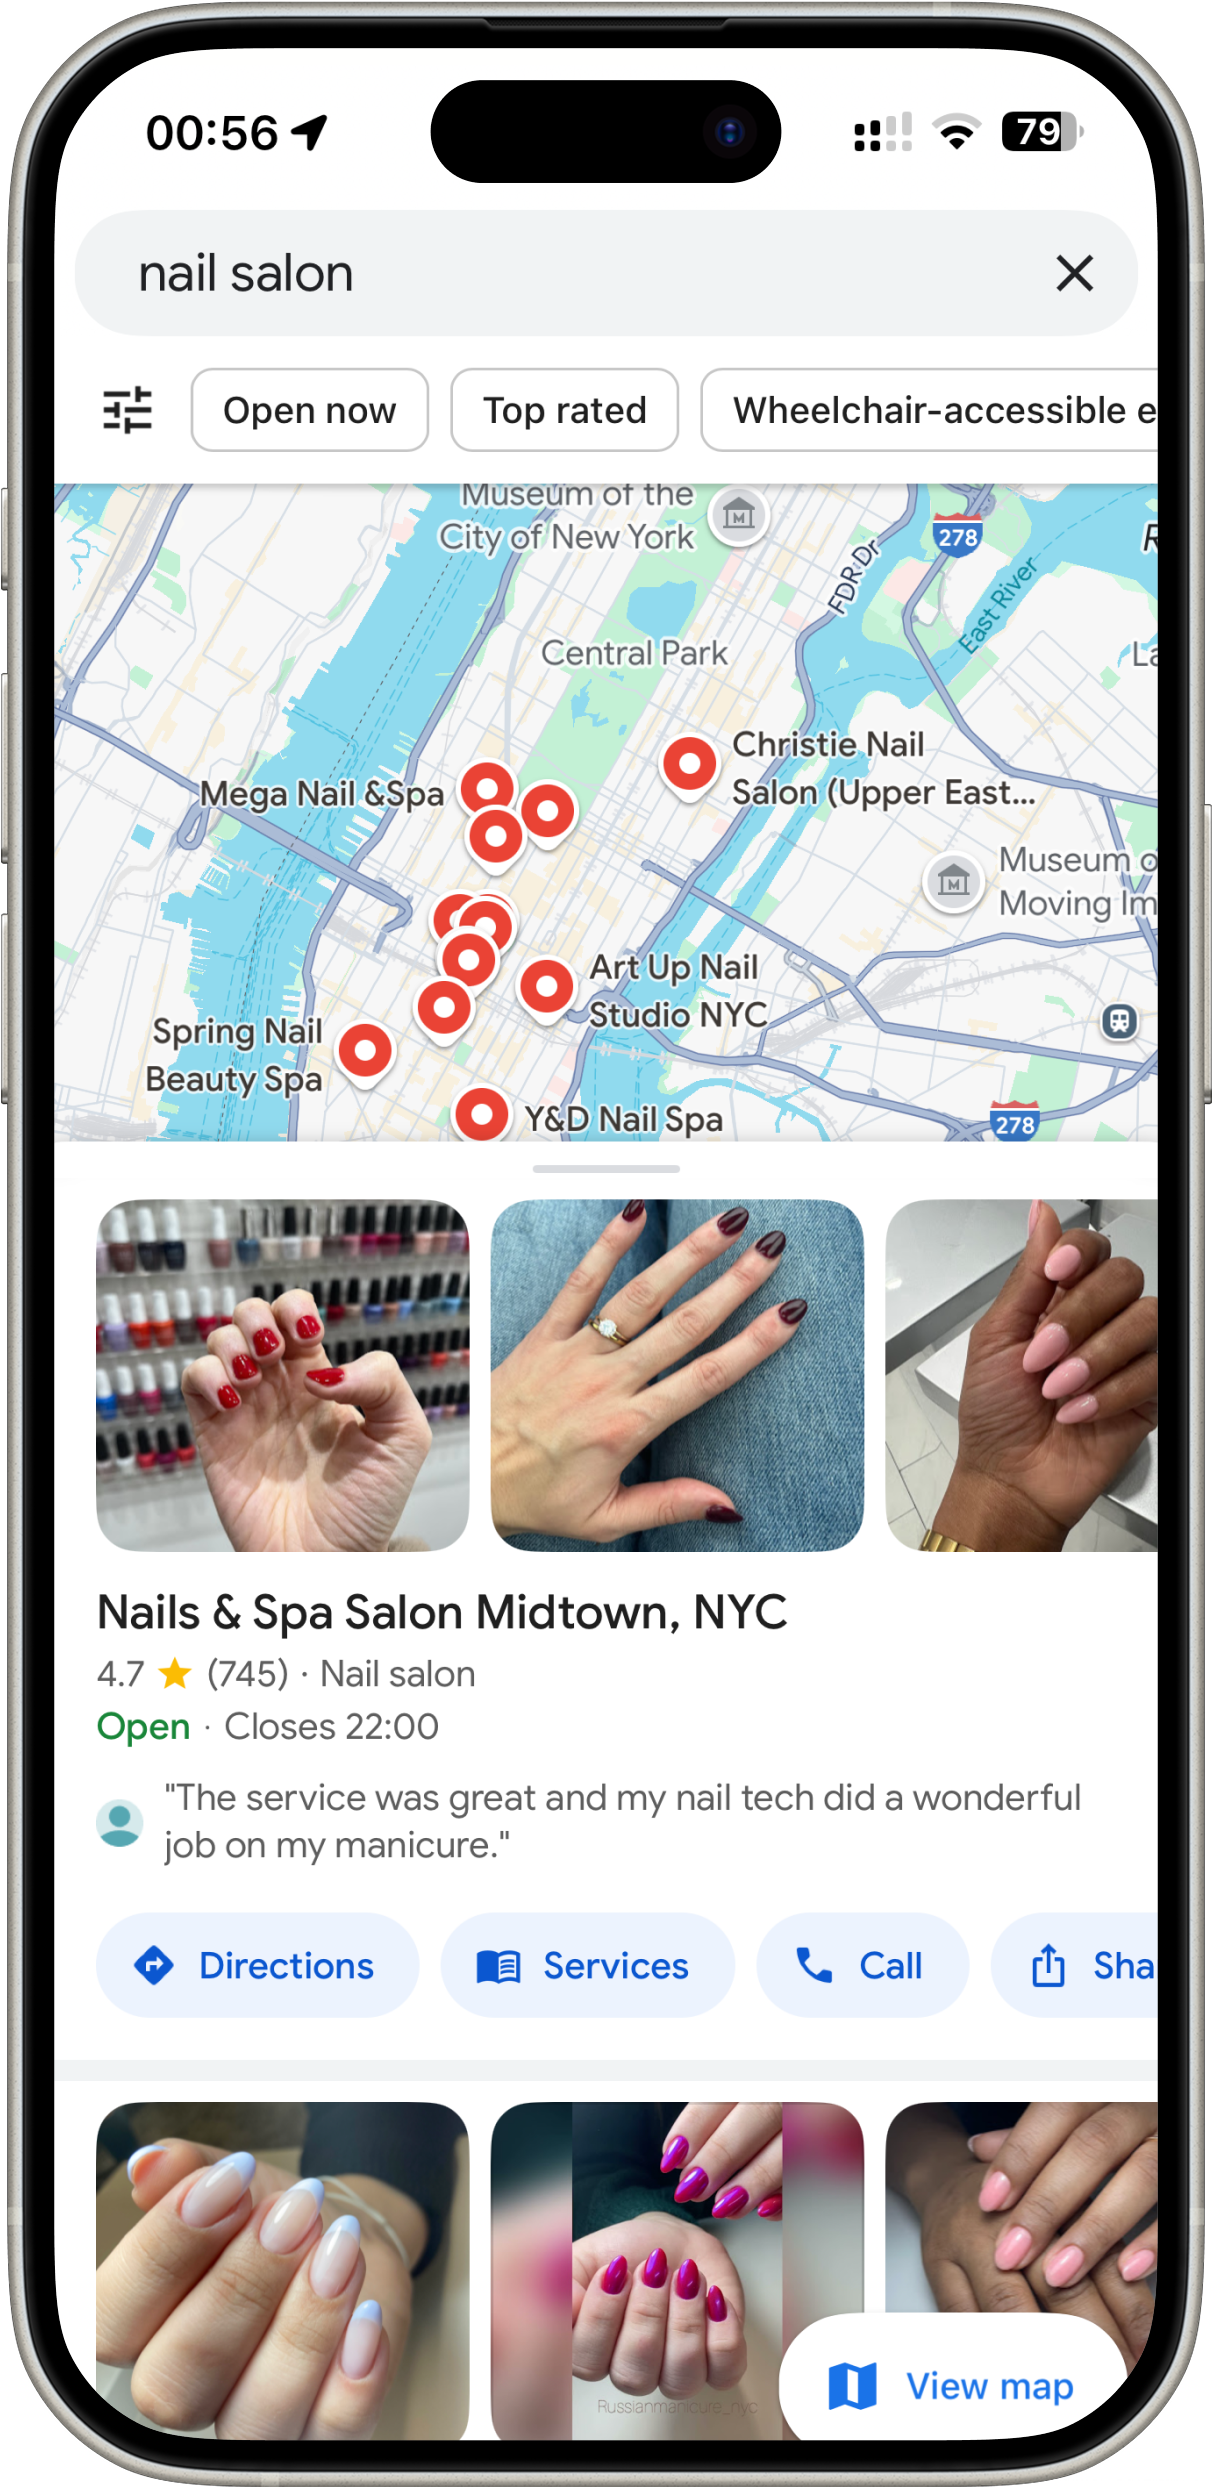 00:56
79
nail salon
Open now
Top rated
Wheelchair-accessible e
Museum of the
City of New York
278
FDR Dr
East River
R
La
Central Park
Christie Nail
Salon (Upper East...
Mega Nail &Spa
Museum o
Moving Im
Art Up Nail
Studio NYC
Spring Nail
Beauty Spa
Y&D Nail Spa
278
Nails & Spa Salon Midtown, NYC
4.7 ★ (745) · Nail salon
Open · Closes 22:00
"The service was great and my nail tech did a wonderful
job on my manicure."
Directions
Services
Call
Sha
Russianmanicure_nyc
View map